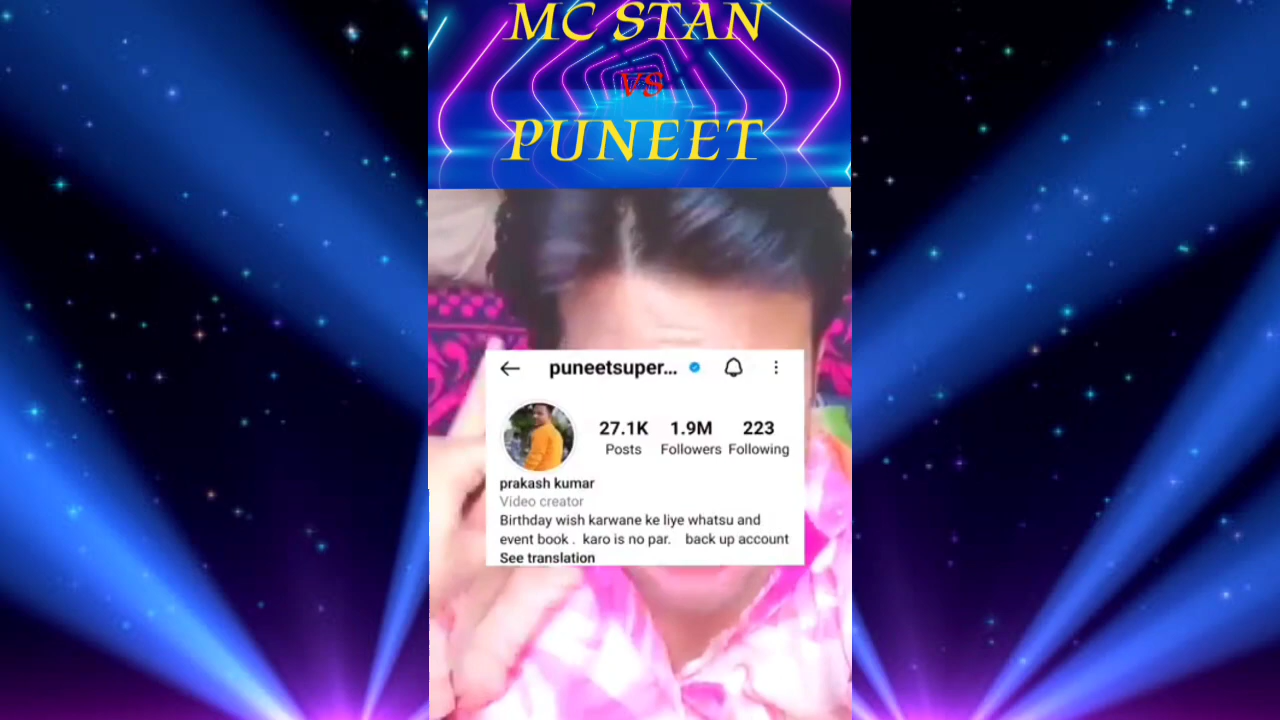 MC STAN
VS
PUNEET
puneetsuper...
27.1K 1.9M 223
Posts Followers Following
prakash kumar
Video creator
Birthday wish karwane ke liye whatsu and
event book . karo is no par. back up account
See translation